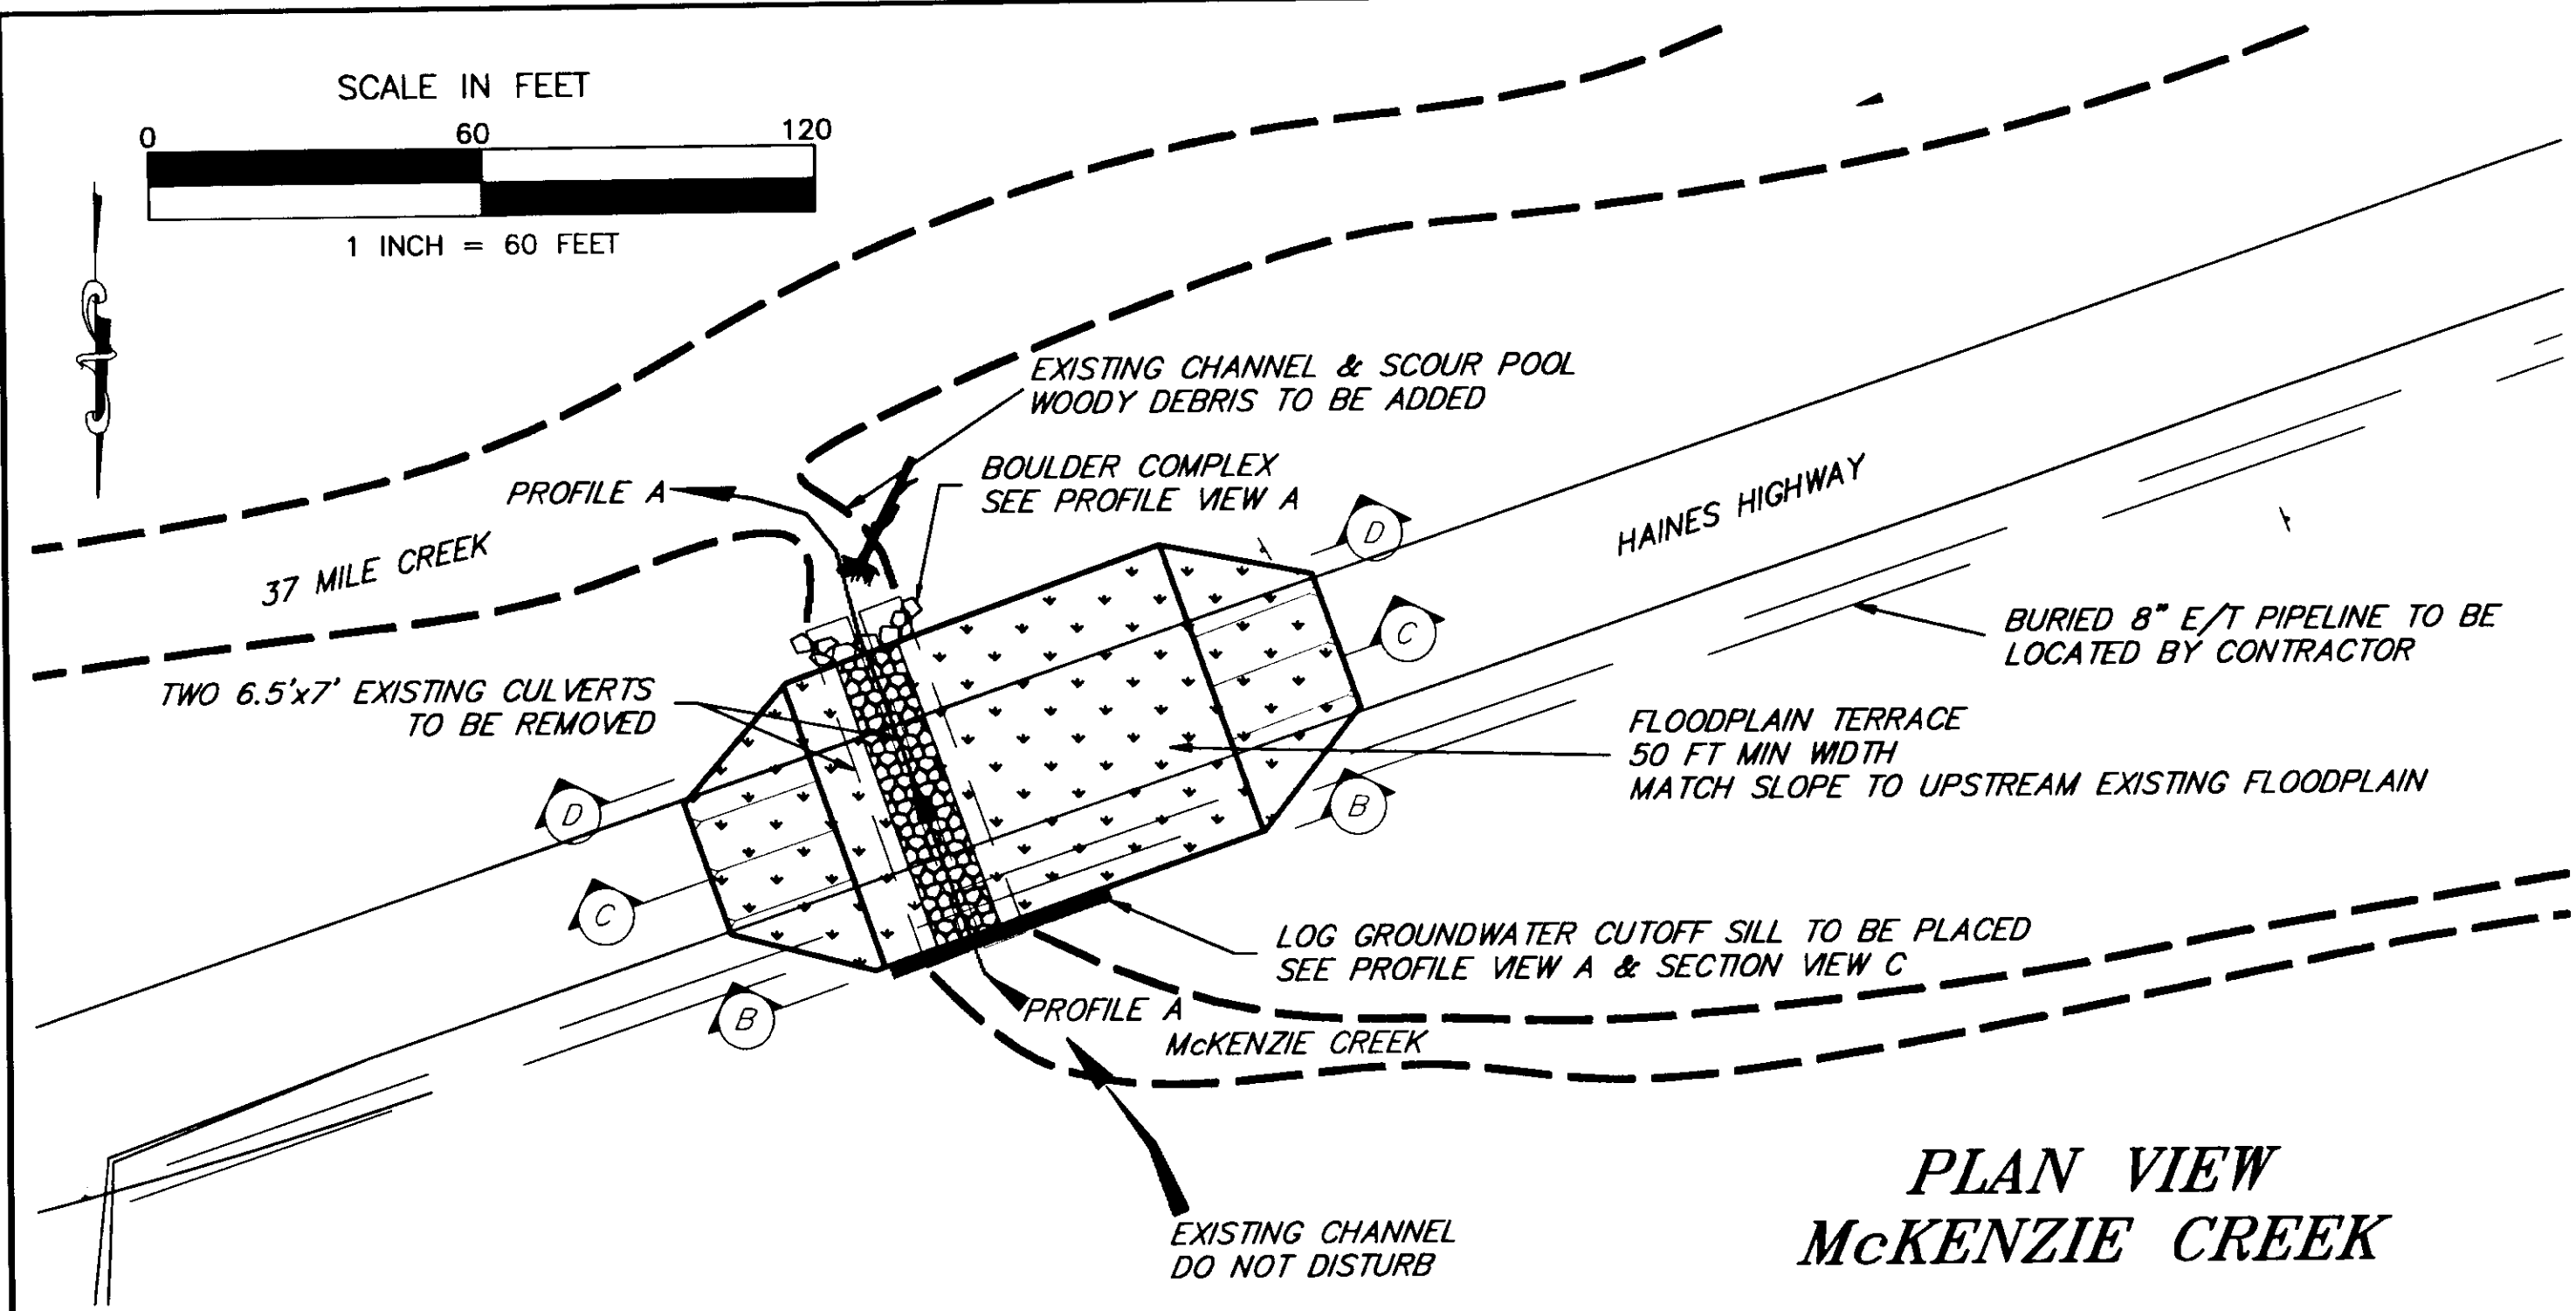 SCALE IN FEET
0 60 120
1 INCH = 60 FEET
EXISTING CHANNEL & SCOUR POOL
WOODY DEBRIS TO BE ADDED
BOULDER COMPLEX
SEE PROFILE VIEW A
PROFILE A
37 MILE CREEK
HAINES HIGHWAY
D
C
BURIED 8" E/T PIPELINE TO BE
LOCATED BY CONTRACTOR
TWO 6.5'x7' EXISTING CULVERTS
TO BE REMOVED
FLOODPLAIN TERRACE
50 FT MIN WIDTH
MATCH SLOPE TO UPSTREAM EXISTING FLOODPLAIN
D
B
C
LOG GROUNDWATER CUTOFF SILL TO BE PLACED
SEE PROFILE VIEW A & SECTION VIEW C
B
PROFILE A
McKENZIE CREEK
EXISTING CHANNEL
DO NOT DISTURB
PLAN VIEW
McKENZIE CREEK